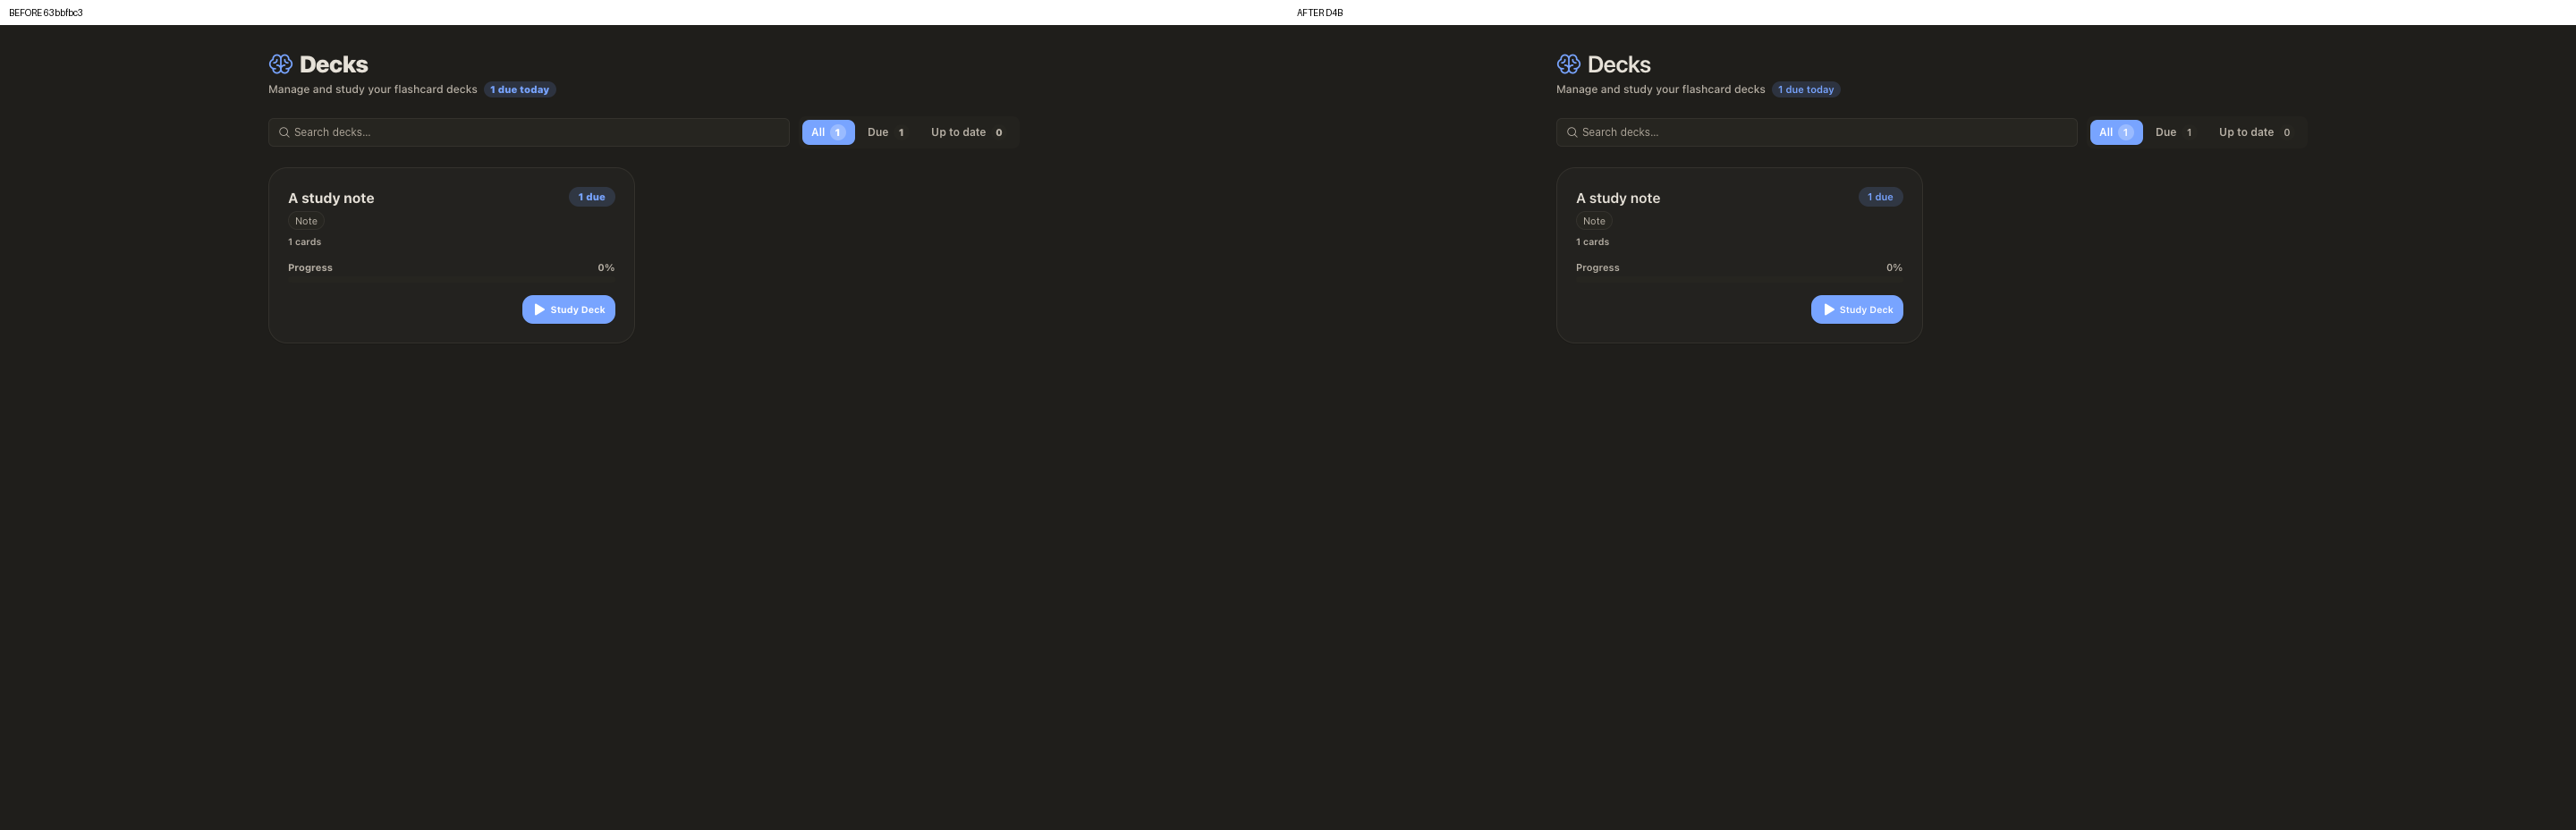 BEFORE 63bbfbc3
AFTER D4B
Decks
Manage and study your flashcard decks 1 due today
Search decks...
All 1 Due 1 Up to date 0
A study note 1 due
Note
1 cards
Progress 0%
Study Deck
Decks
Manage and study your flashcard decks 1 due today
Search decks...
All 1 Due 1 Up to date 0
A study note 1 due
Note
1 cards
Progress 0%
Study Deck